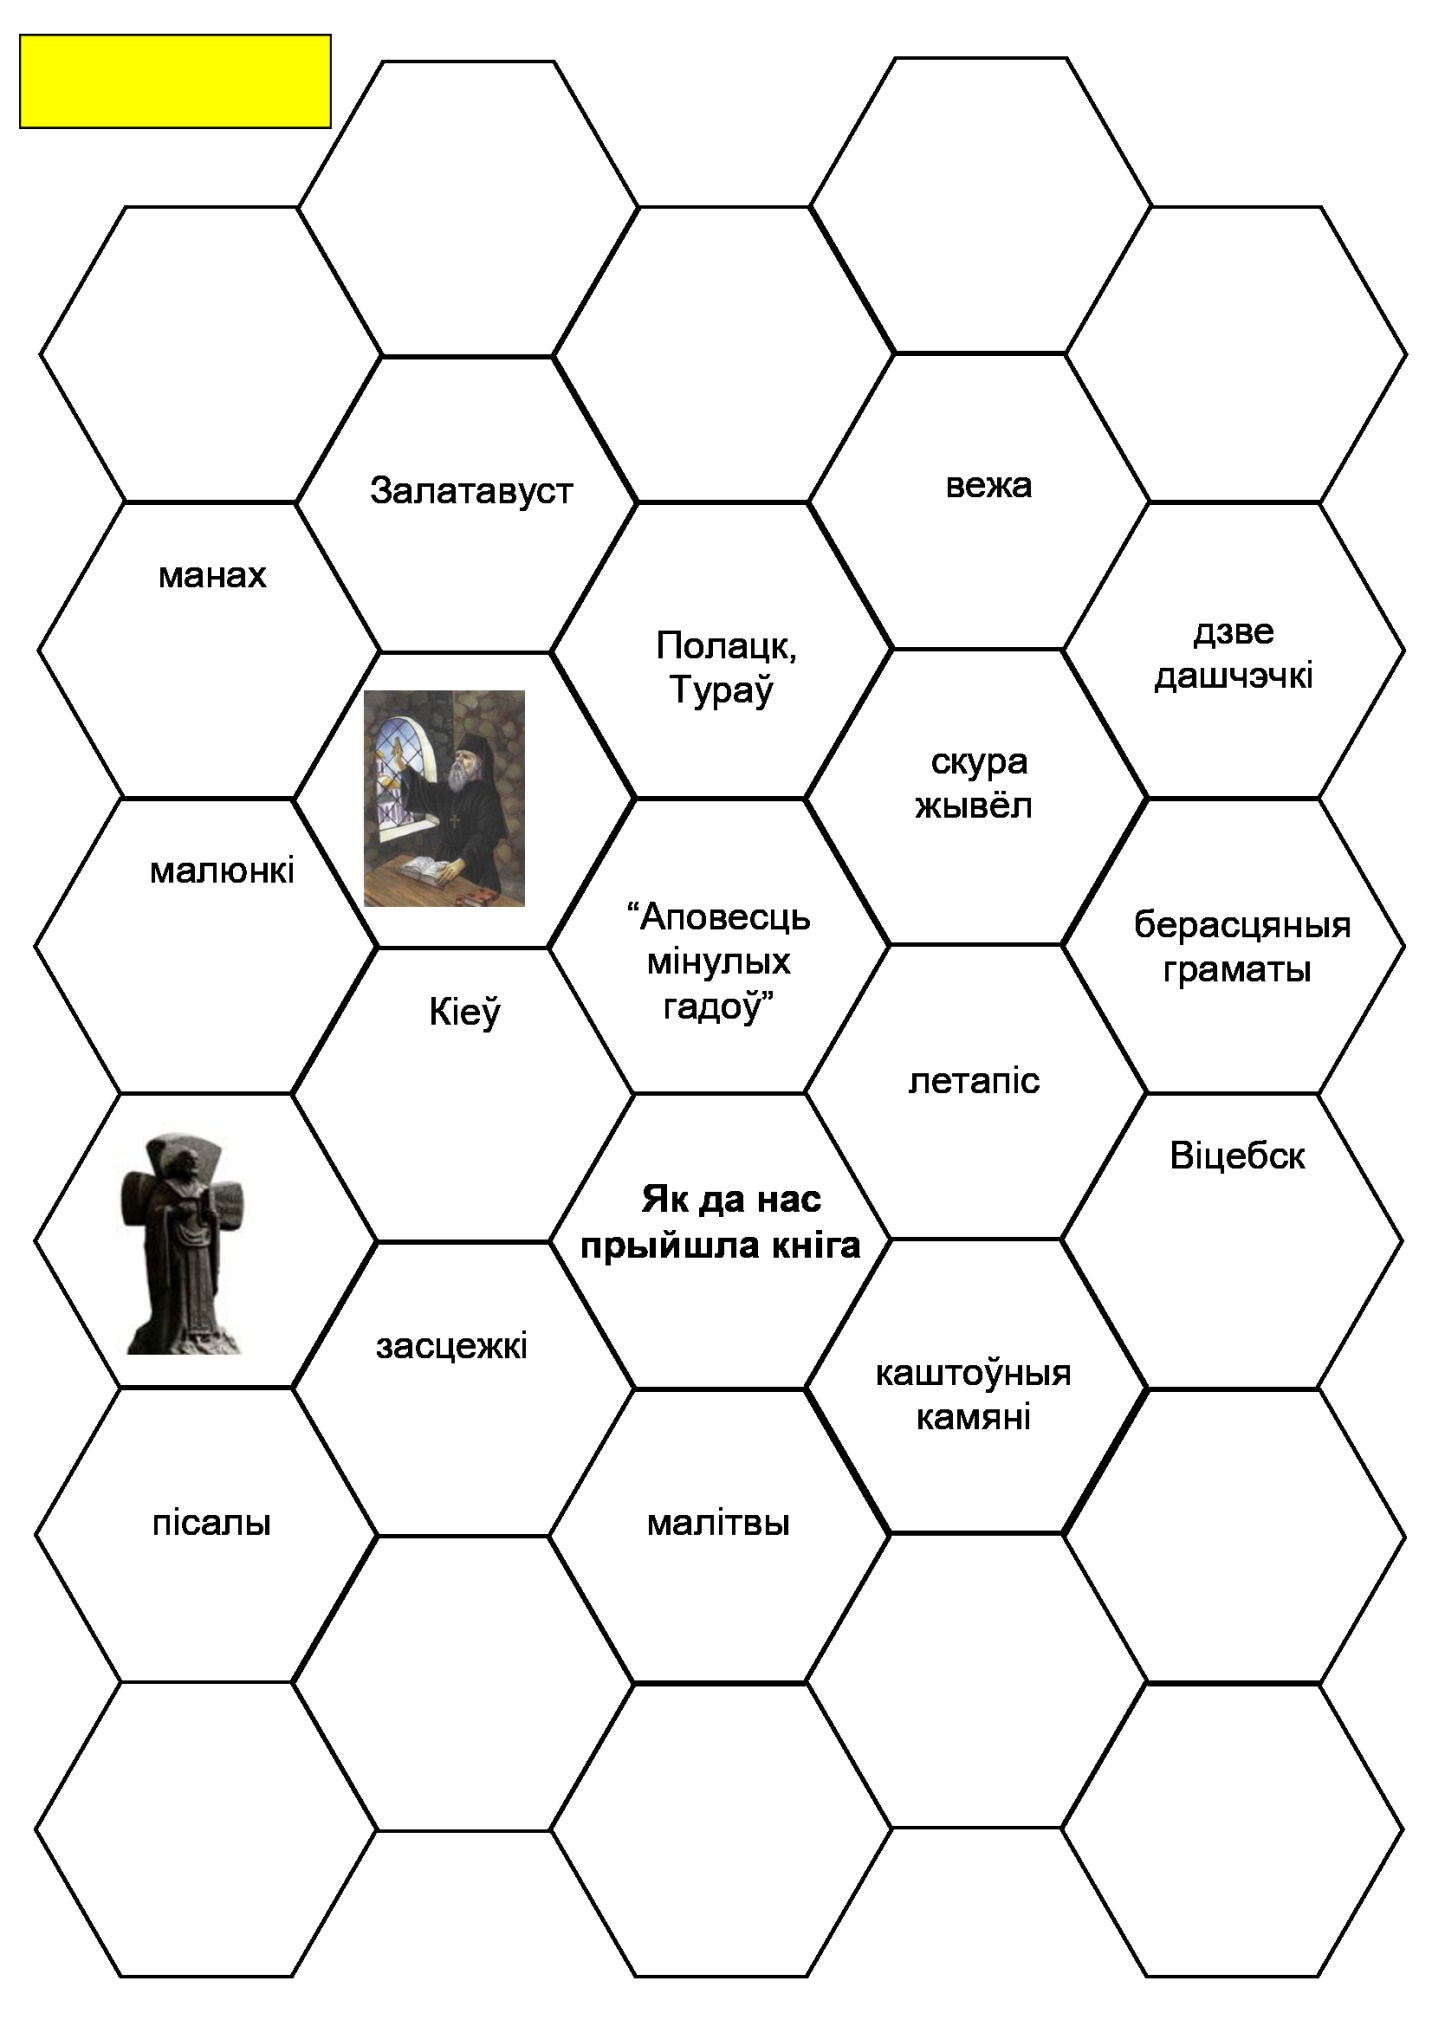 Залатавуст
вежа
манах
Полацк,
Тураў
дзве
дашчэчкі
скура
жывёл
малюнкі
“Аповесць
мінулых
гадоў”
берасцяныя
граматы
Кіеў
летапіс
Віцебск
Як да нас
прыйшла кніга
засцежкі
каштоўныя
камяні
пісалы
малітвы